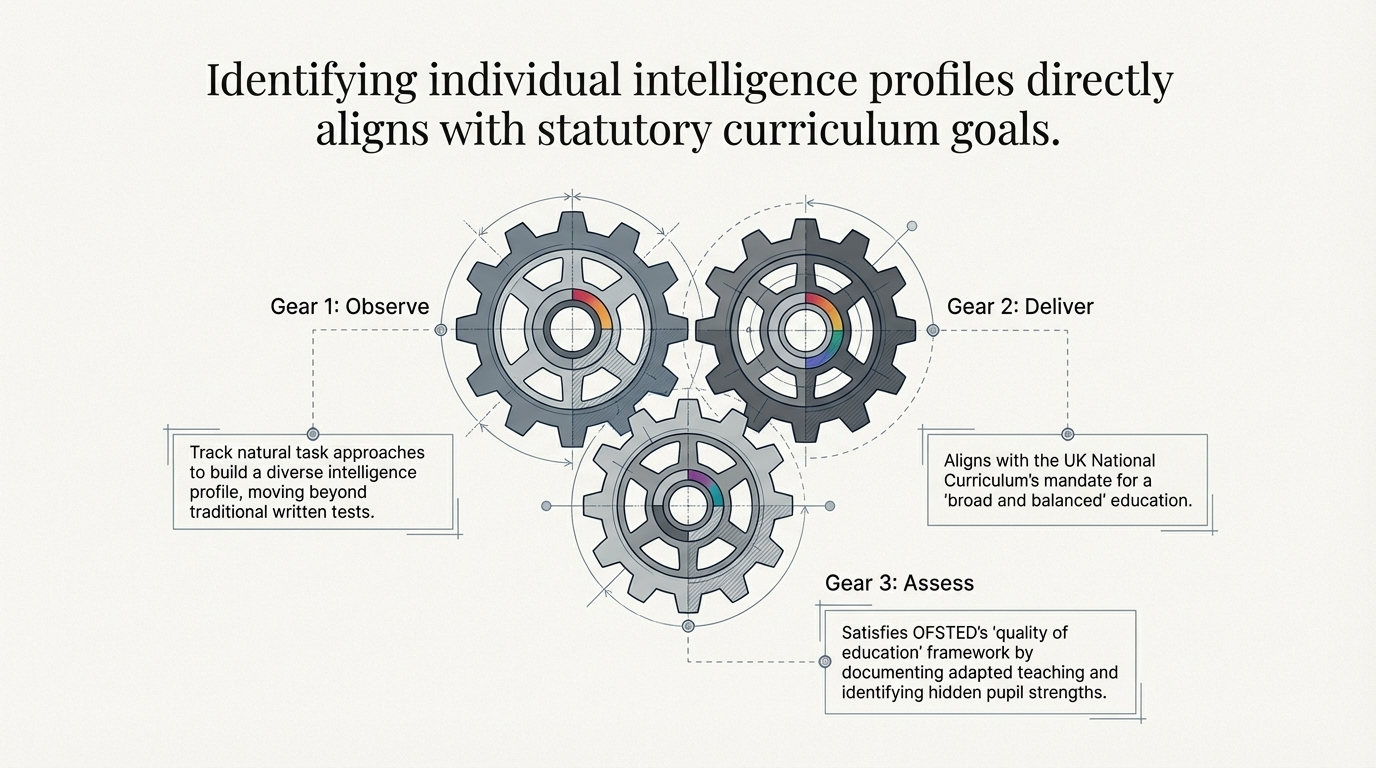 Identifying individual intelligence profiles directly
aligns with statutory curriculum goals.
Gear 1: Observe
Track natural task approaches
to build a diverse intelligence
profile, moving beyond
traditional written tests.
Gear 2: Deliver
Aligns with the UK National
Curriculum's mandate for a
'broad and balanced' education.
Gear 3: Assess
Satisfies OFSTED's 'quality of
education' framework by
documenting adapted teaching and
identifying hidden pupil strengths.